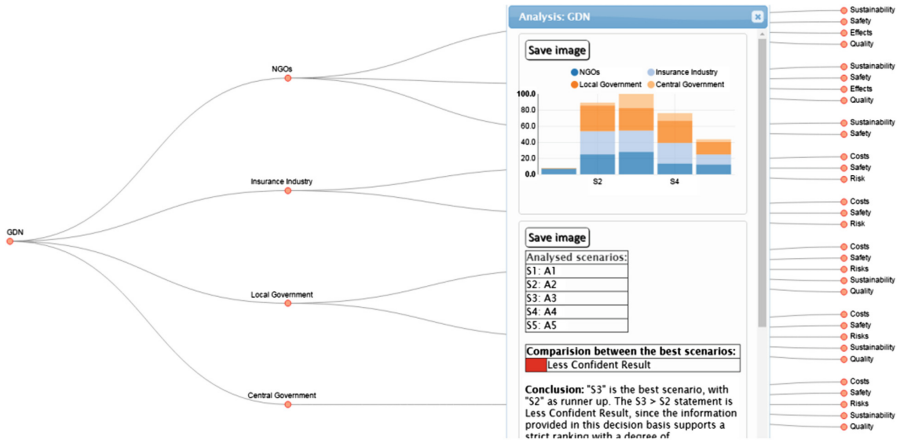 GDN
NGOs
Insurance Industry
Local Government
Central Government
Analysis: GDN
Save image
NGOs
Insurance Industry
Local Government
Central Government
100.0
80.0
60.0
40.0
20.0
0.0
S2
S4
Save image
Analysed scenarios:
S1: A1
S2: A2
S3: A3
S4: A4
S5: A5
Comparision between the best scenarios:
Less Confident Result
Conclusion: "S3" is the best scenario, with
"S2" as runner up. The S3 > S2 statement is
Less Confident Result, since the information
provided in this decision basis supports a
strict ranking with a degree of
Sustainability
Safety
Effects
Quality
Sustainability
Safety
Effects
Quality
Sustainability
Safety
Costs
Safety
Risk
Costs
Safety
Risk
Costs
Safety
Risks
Sustainability
Quality
Costs
Safety
Risks
Sustainability
Quality
Costs
Safety
Risks
Sustainability
Quality